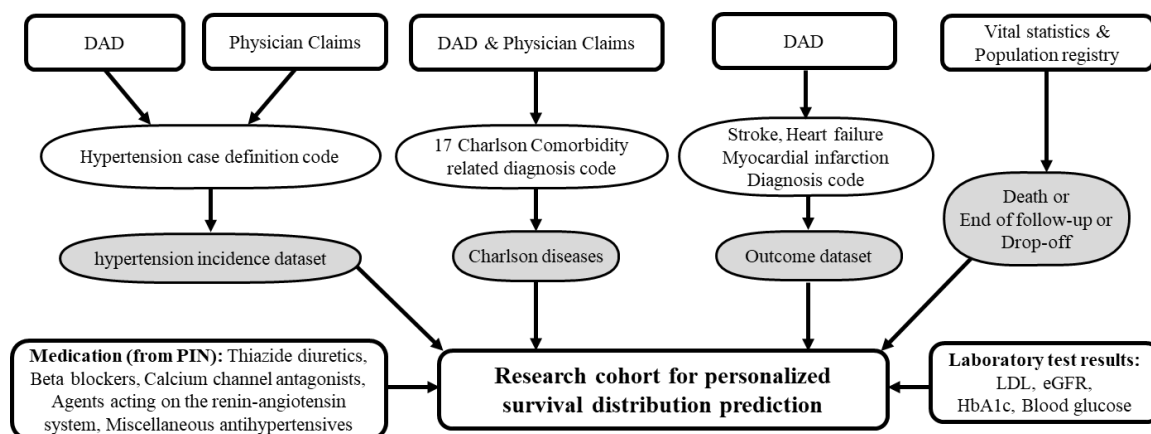 DAD
Physician Claims
DAD & Physician Claims
DAD
Vital statistics &
Population registry
Hypertension case definition code
17 Charlson Comorbidity
related diagnosis code
Stroke, Heart failure
Myocardial infarction
Diagnosis code
Death or
End of follow-up or
Drop-off
hypertension incidence dataset
Charlson diseases
Outcome dataset
Medication (from PIN): Thiazide diuretics,
Beta blockers, Calcium channel antagonists,
Agents acting on the renin-angiotensin
system, Miscellaneous antihypertensives
Research cohort for personalized
survival distribution prediction
Laboratory test results:
LDL, eGFR,
HbA1c, Blood glucose